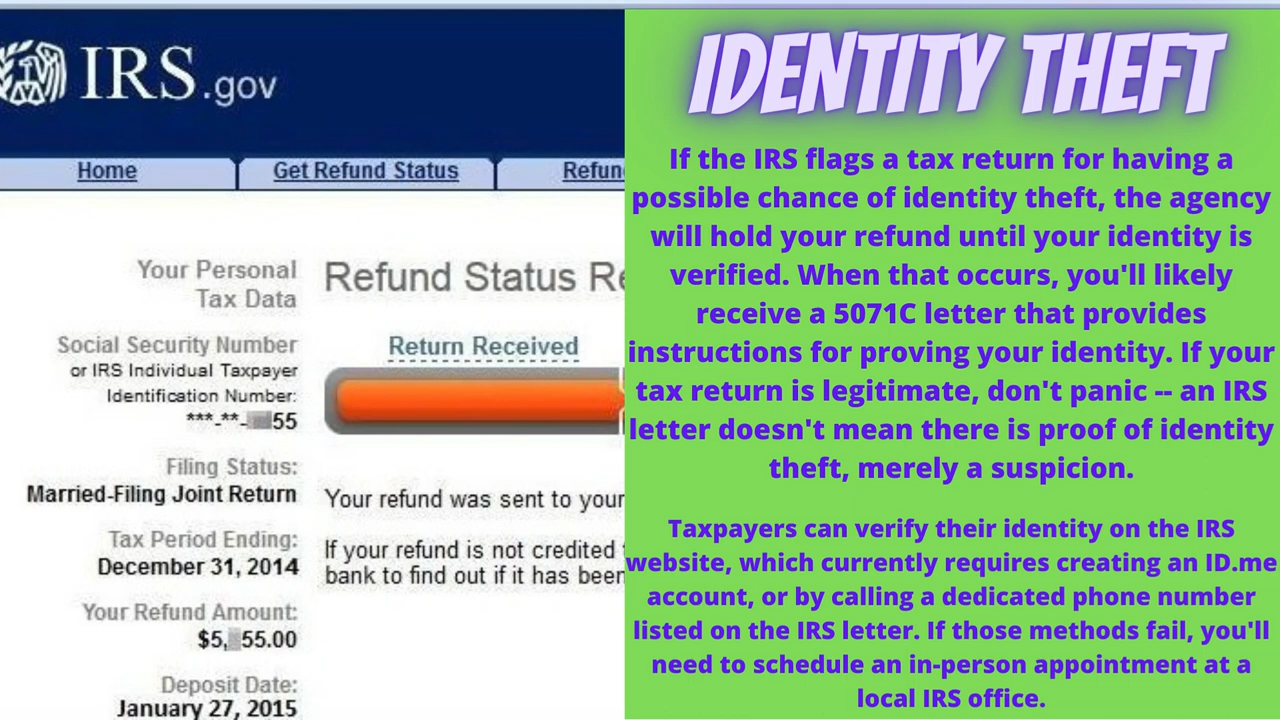 IRS.gov
Home
Get Refund Status
Your Personal
Tax Data
Refund Status
Social Security Number
or IRS Individual Taxpayer
Identification Number:
***-**- 55
Return Received
Filing Status:
Married-Filing Joint Return
Your refund was sent to your
Tax Period Ending:
December 31, 2014
If your refund is not credited
bank to find out if it has been
Your Refund Amount:
$5, 55.00
Deposit Date:
January 27, 2015
IDENTITY THEFT
If the IRS flags a tax return for having a
possible chance of identity theft, the agency
will hold your refund until your identity is
verified. When that occurs, you'll likely
receive a 5071C letter that provides
instructions for proving your identity. If your
tax return is legitimate, don't panic -- an IRS
letter doesn't mean there is proof of identity
theft, merely a suspicion.
Taxpayers can verify their identity on the IRS
website, which currently requires creating an ID.me
account, or by calling a dedicated phone number
listed on the IRS letter. If those methods fail, you'll
need to schedule an in-person appointment at a
local IRS office.